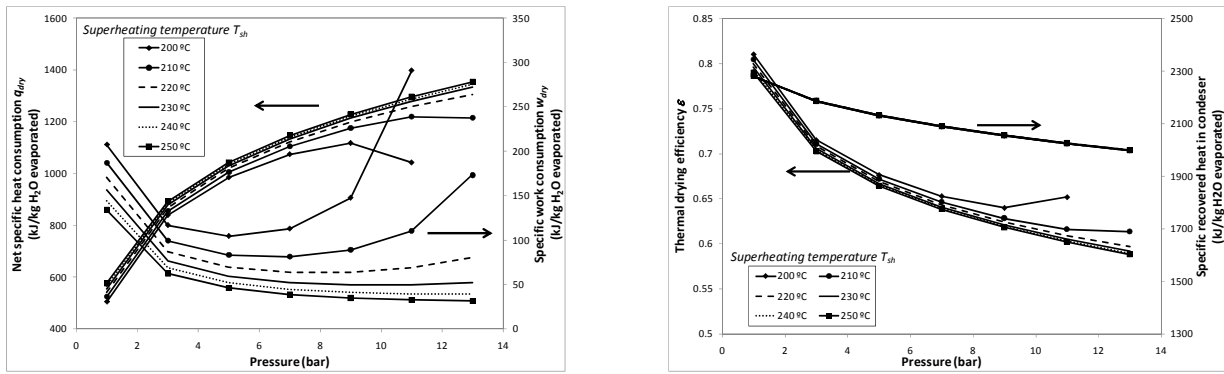 1600
1400
1200
1000
800
600
400
Net specific heat consumption qdry
(kJ/kg H2O evaporated)
Superheating temperature Tsh
200 ºC
210 ºC
220 ºC
230 ºC
240 ºC
250 ºC
350
300
250
200
150
100
50
0
Specific work consumption wdry
(kJ/kg H2O evaporated)
0 2 4 6 8 10 12 14
Pressure (bar)
0.85
0.8
0.75
0.7
0.65
0.6
0.55
0.5
Thermal drying efficiency ε
2500
2300
2100
1900
1700
1500
1300
Specific recovered heat in condeser
(kJ/kg H2O evaporated)
Superheating temperature Tsh
200 ºC 210 ºC
220 ºC 230 ºC
240 ºC 250 ºC
0 2 4 6 8 10 12 14
Pressure (bar)